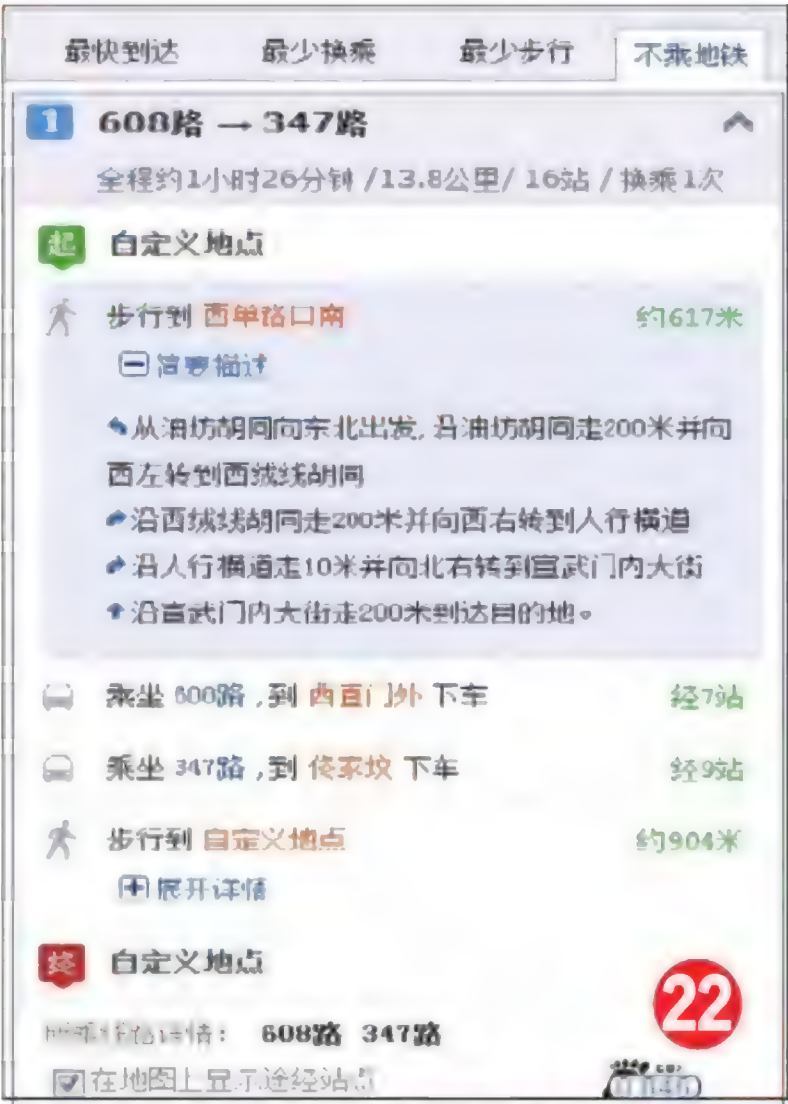 最快到达 最少换乘 最少步行 不乘地铁
1 608路 → 347路
全程约1小时26分钟 /13.8公里/ 16站 / 换乘1次
起 自定义地点
步行到 西单路口南 约617米
简要描述
从油坊胡同向东北出发, 沿油坊胡同走200米并向
西左转到西绒线胡同
沿西绒线胡同走200米并向西右转到人行横道
沿人行横道走10米并向北右转到宣武门内大街
沿宣武门内大街走200米到达目的地。
乘坐 600路 ,到 西直门外 下车 经7站
乘坐 347路 ,到 佟家坟 下车 经9站
步行到 自定义地点 约904米
展开详情
终 自定义地点
22
详情： 608路 347路
在地图上显示途经站点